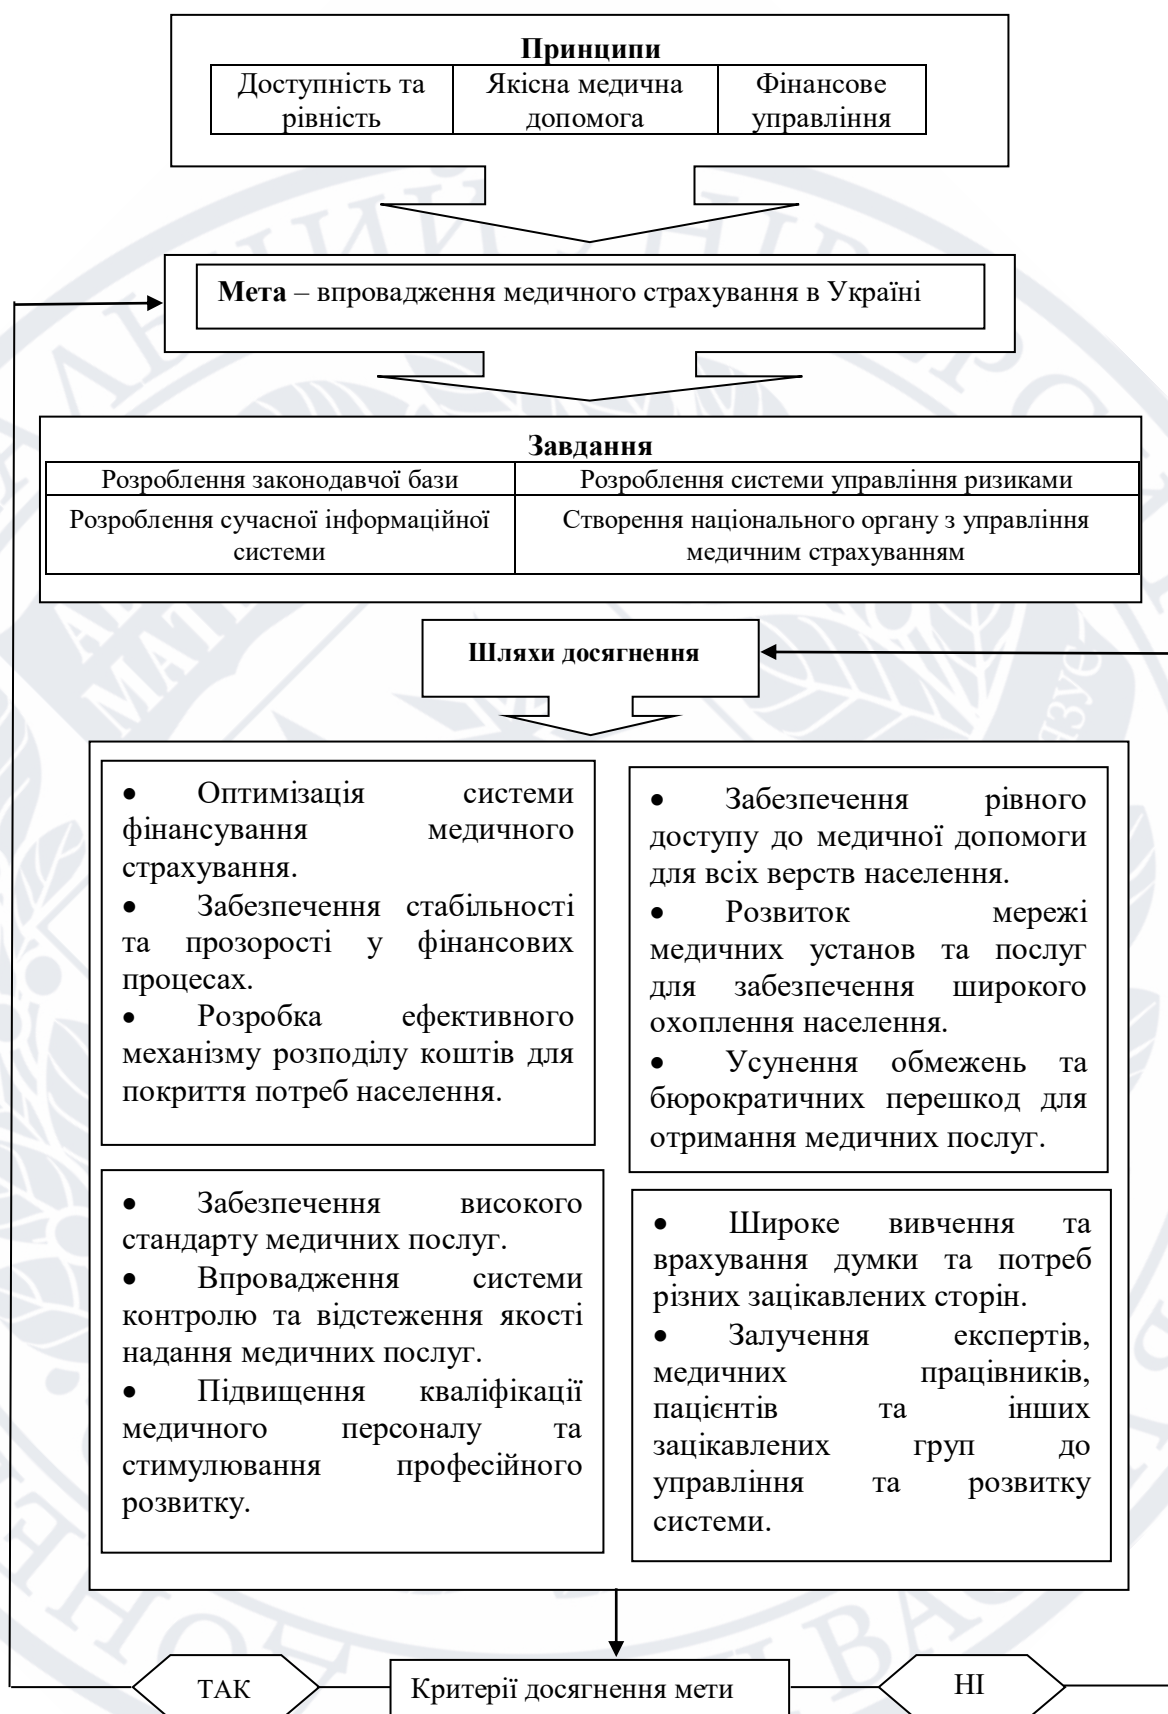 Принципи
Доступність та
рівність
Якісна медична
допомога
Фінансове
управління
Мета – впровадження медичного страхування в Україні
Завдання
Розроблення законодавчої бази
Розроблення системи управління ризиками
Розроблення сучасної інформаційної
системи
Створення національного органу з управління
медичним страхуванням
Шляхи досягнення
• Оптимізація системи
фінансування медичного
страхування.
• Забезпечення стабільності
та прозорості у фінансових
процесах.
• Розробка ефективного
механізму розподілу коштів для
покриття потреб населення.
• Забезпечення рівного
доступу до медичної допомоги
для всіх верств населення.
• Розвиток мережі
медичних установ та послуг
для забезпечення широкого
охоплення населення.
• Усунення обмежень та
бюрократичних перешкод для
отримання медичних послуг.
• Забезпечення високого
стандарту медичних послуг.
• Впровадження системи
контролю та відстеження якості
надання медичних послуг.
• Підвищення кваліфікації
медичного персоналу та
стимулювання професійного
розвитку.
• Широке вивчення та
врахування думки та потреб
різних зацікавлених сторін.
• Залучення експертів,
медичних працівників,
пацієнтів та інших
зацікавлених груп до
управління та розвитку
системи.
ТАК
Критерії досягнення мети
НІ